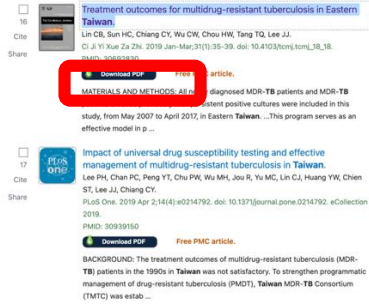 Treatment outcomes for multidrug-resistant tuberculosis in Eastern
16
Taiwan.
Cite
Lin CB, Sun HC, Chiang CY, Wu CW, Chou HW, Tang TQ, Lee JJ.
Ci Ji Yi Xue Za Zhi. 2019 Jan-Mar;31(1):35-39. doi: 10.4103/tcmj.tcmj_18_18.
Share
PMID: 30692830
Download PDF Free PMC article.
MATERIALS AND METHODS: All diagnosed MDR-TB patients and MDR-TB
sistent positive cultures were included in this
study, from May 2007 to April 2017, in Eastern Taiwan. ...This program serves as an
effective model in p ...
Impact of universal drug susceptibility testing and effective
17
management of multidrug-resistant tuberculosis in Taiwan.
PLoS one
Cite
Lee PH, Chan PC, Peng YT, Chu PW, Wu MH, Jou R, Yu MC, Lin CJ, Huang YW, Chien
ST, Lee JJ, Chiang CY.
Share
PLoS One. 2019 Apr 2;14(4):e0214792. doi: 10.1371/journal.pone.0214792. eCollection
2019.
PMID: 30939150
Download PDF Free PMC article.
BACKGROUND: The treatment outcomes of multidrug-resistant tuberculosis (MDR-
TB) patients in the 1990s in Taiwan was not satisfactory. To strengthen programmatic
management of drug-resistant tuberculosis (PMDT), Taiwan MDR-TB Consortium
(TMTC) was estab ...